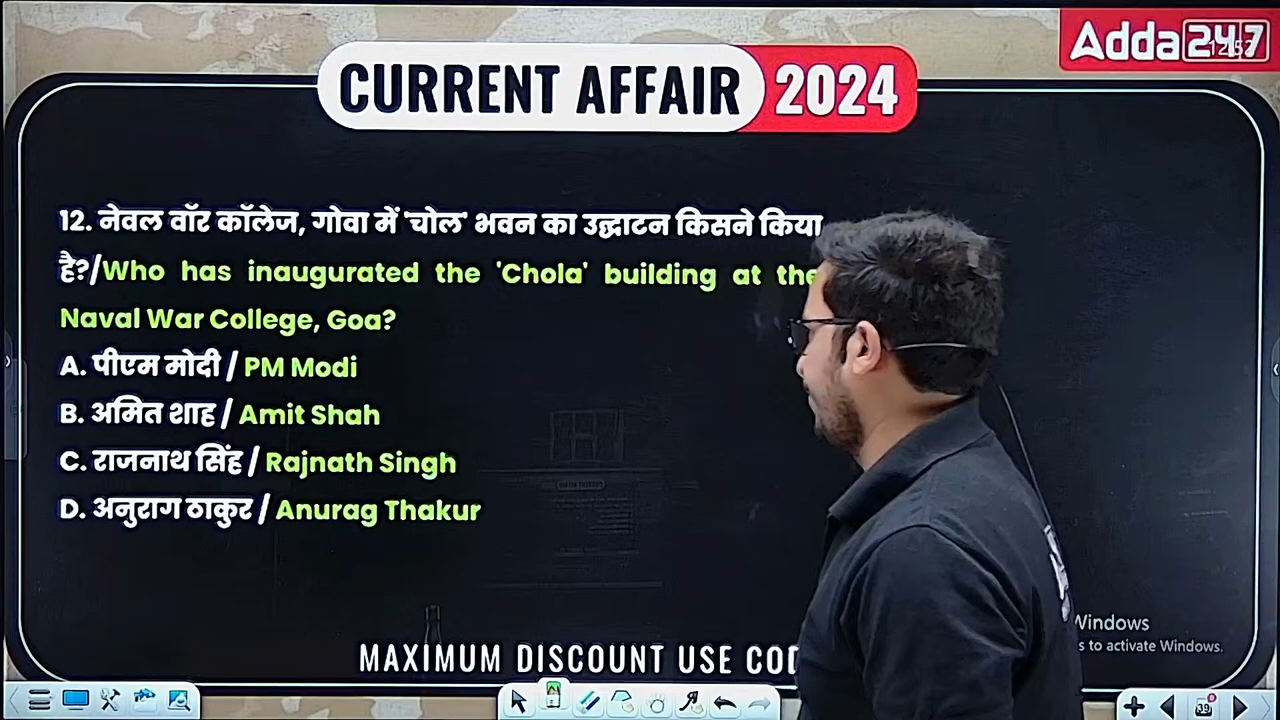 Adda247
CURRENT AFFAIR 2024
12. नेवल वॉर कॉलेज, गोवा में 'चोल' भवन का उद्घाटन किसने किया
है?/Who has inaugurated the 'Chola' building at the
Naval War College, Goa?
A. पीएम मोदी / PM Modi
B. अमित शाह / Amit Shah
C. राजनाथ सिंह / Rajnath Singh
D. अनुराग ठाकुर / Anurag Thakur
MAXIMUM DISCOUNT USE
Windows
s to activate Windows.
39